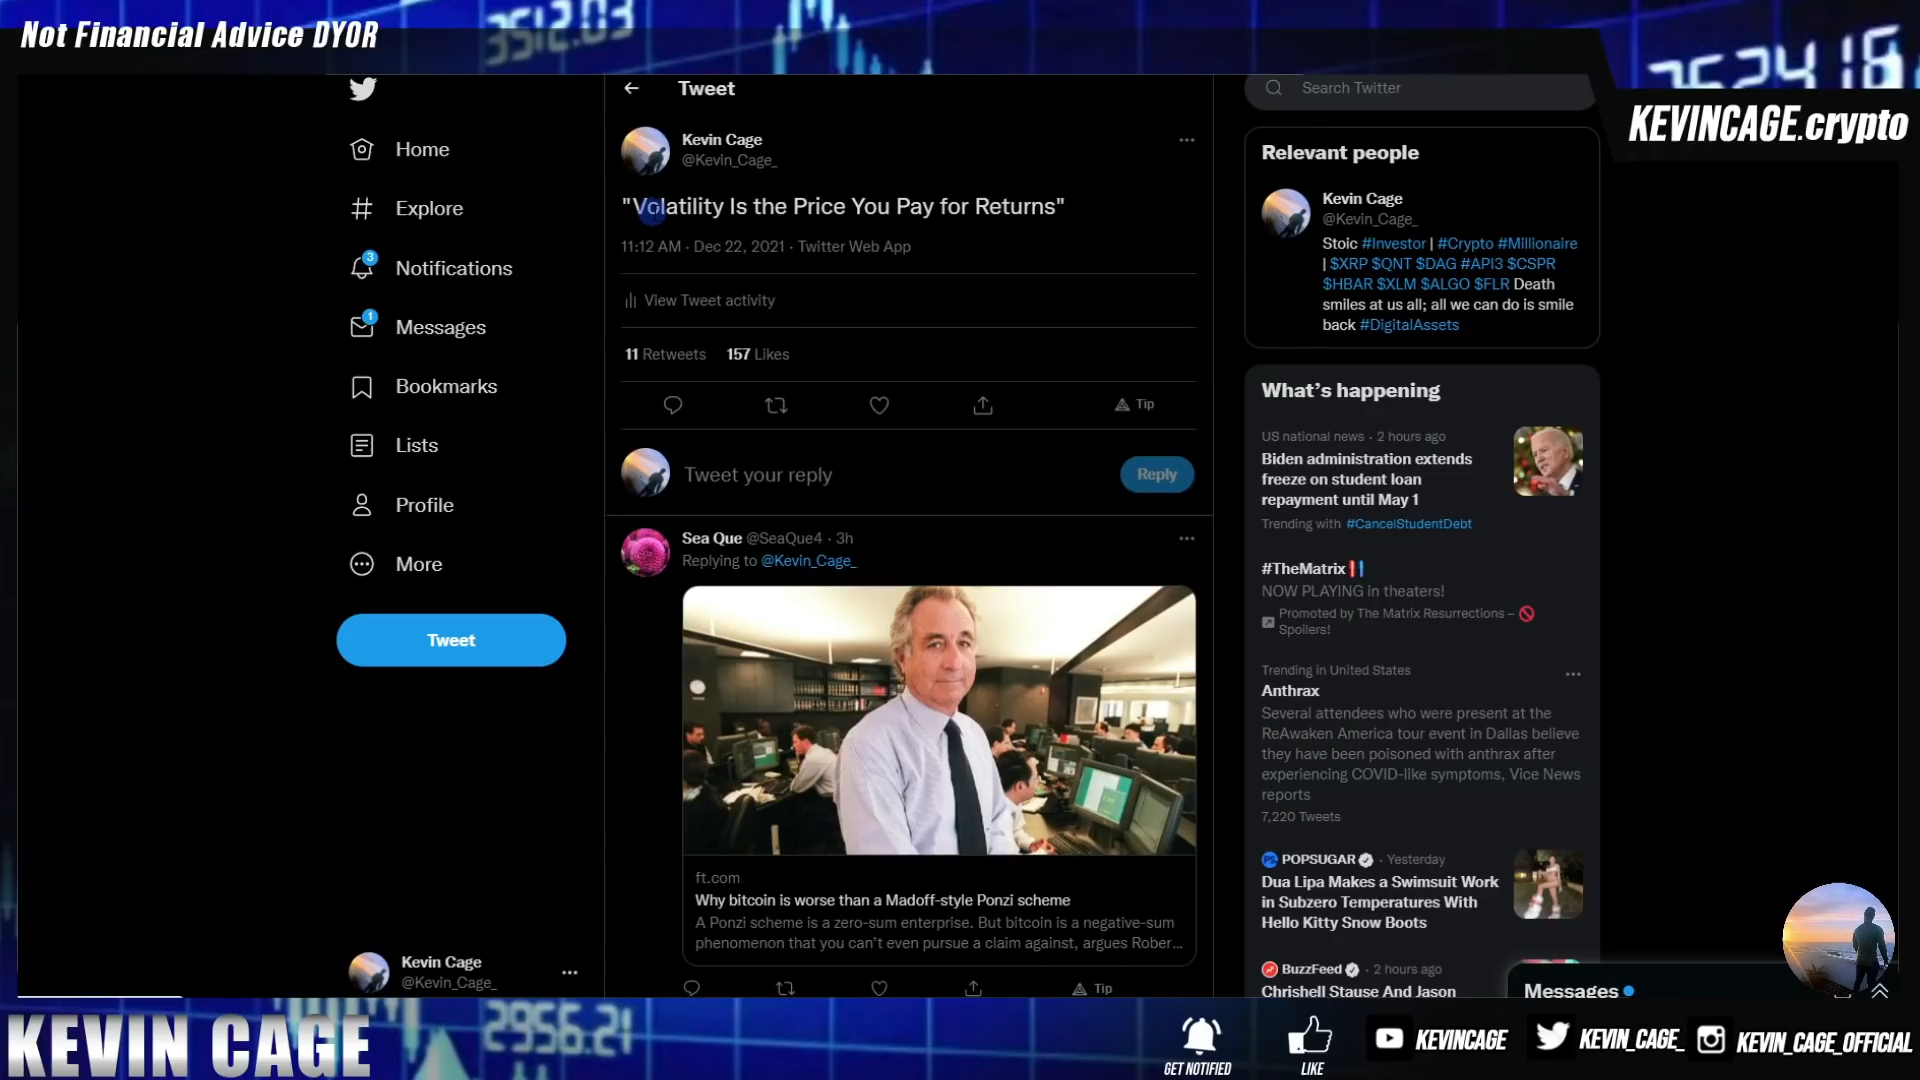 Not Financial Advice DYOR
3512.03
KEVINCAGE.crypto
Home
Explore
3
Notifications
1
Messages
Bookmarks
Lists
Profile
More
Tweet
Kevin Cage
@Kevin_Cage_
Tweet
Kevin Cage
@Kevin_Cage_
"Volatility Is the Price You Pay for Returns"
11:12 AM · Dec 22, 2021 · Twitter Web App
View Tweet activity
11 Retweets 157 Likes
Tip
Tweet your reply
Reply
Sea Que @SeaQue4 · 3h
Replying to @Kevin_Cage_
ft.com
Why bitcoin is worse than a Madoff-style Ponzi scheme
A Ponzi scheme is a zero-sum enterprise. But bitcoin is a negative-sum
phenomenon that you can't even pursue a claim against, argues Rober...
Tip
Search Twitter
Relevant people
Kevin Cage
@Kevin_Cage_
Stoic #Investor | #Crypto #Millionaire
| $XRP $QNT $DAG #API3 $CSPR
$HBAR $XLM $ALGO $FLR Death
smiles at us all; all we can do is smile
back #DigitalAssets
What's happening
US national news · 2 hours ago
Biden administration extends
freeze on student loan
repayment until May 1
Trending with #CancelStudentDebt
#TheMatrix
NOW PLAYING in theaters!
Promoted by The Matrix Resurrections –
Spoilers!
Trending in United States
Anthrax
Several attendees who were present at the
ReAwaken America tour event in Dallas believe
they have been poisoned with anthrax after
experiencing COVID-like symptoms, Vice News
reports
7,220 Tweets
POPSUGAR · Yesterday
Dua Lipa Makes a Swimsuit Work
in Subzero Temperatures With
Hello Kitty Snow Boots
BuzzFeed · 2 hours ago
Chrishell Stause And Jason
Messages
KEVIN CAGE
2956.21
GET NOTIFIED
LIKE
KEVINCAGE
KEVIN_CAGE_
KEVIN_CAGE_OFFICIAL